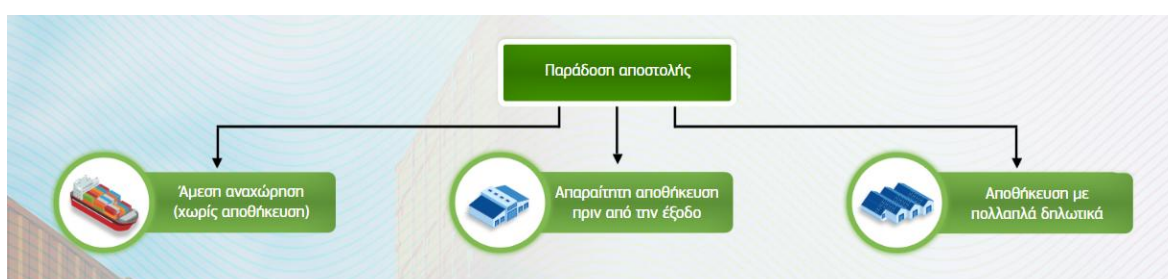 Παράδοση αποστολής
Άμεση αναχώρηση
(χωρίς αποθήκευση)
Απαραίτητη αποθήκευση
πριν από την έξοδο
Αποθήκευση με
πολλαπλά δηλωτικά